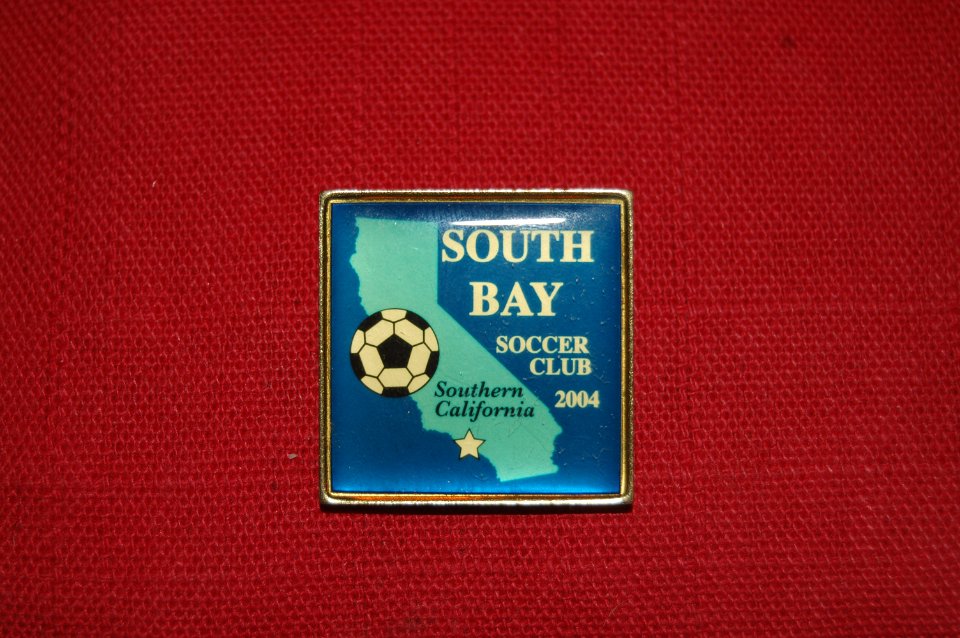 SOUTH
BAY
SOCCER
CLUB
2004
Southern
California